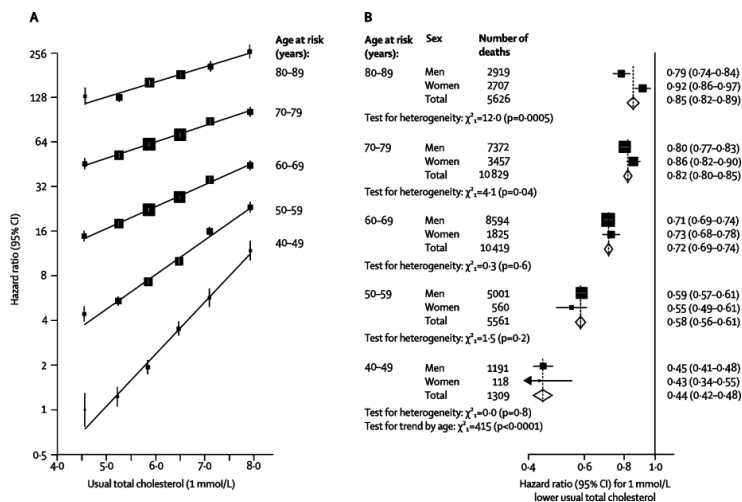 A
Hazard ratio (95% CI)
256
128
64
32
16
8
4
2
1
0·5
4·0
5·0
6·0
7·0
8·0
Usual total cholesterol (1 mmol/L)
Age at risk
(years):
80–89
70–79
60–69
50–59
40–49
B
Age at risk Sex Number of
(years): deaths
80–89 Men 2919 0·79 (0·74–0·84)
Women 2707 0·92 (0·86–0·97)
Total 5626 0·85 (0·82–0·89)
Test for heterogeneity: χ²₁=12·0 (p=0·0005)
70–79 Men 7372 0·80 (0·77–0·83)
Women 3457 0·86 (0·82–0·90)
Total 10 829 0·82 (0·80–0·85)
Test for heterogeneity: χ²₁=4·1 (p=0·04)
60–69 Men 8594 0·71 (0·69–0·74)
Women 1825 0·73 (0·68–0·78)
Total 10 419 0·72 (0·69–0·74)
Test for heterogeneity: χ²₁=0·3 (p=0·6)
50–59 Men 5001 0·59 (0·57–0·61)
Women 560 0·55 (0·49–0·61)
Total 5561 0·58 (0·56–0·61)
Test for heterogeneity: χ²₁=1·5 (p=0·2)
40–49 Men 1191 0·45 (0·41–0·48)
Women 118 0·43 (0·34–0·55)
Total 1309 0·44 (0·42–0·48)
Test for heterogeneity: χ²₁=0·0 (p=0·8)
Test for trend by age: χ²₁=415 (p<0·0001)
0·4 0·6 0·8 1·0
Hazard ratio (95% CI) for 1 mmol/L
lower usual total cholesterol